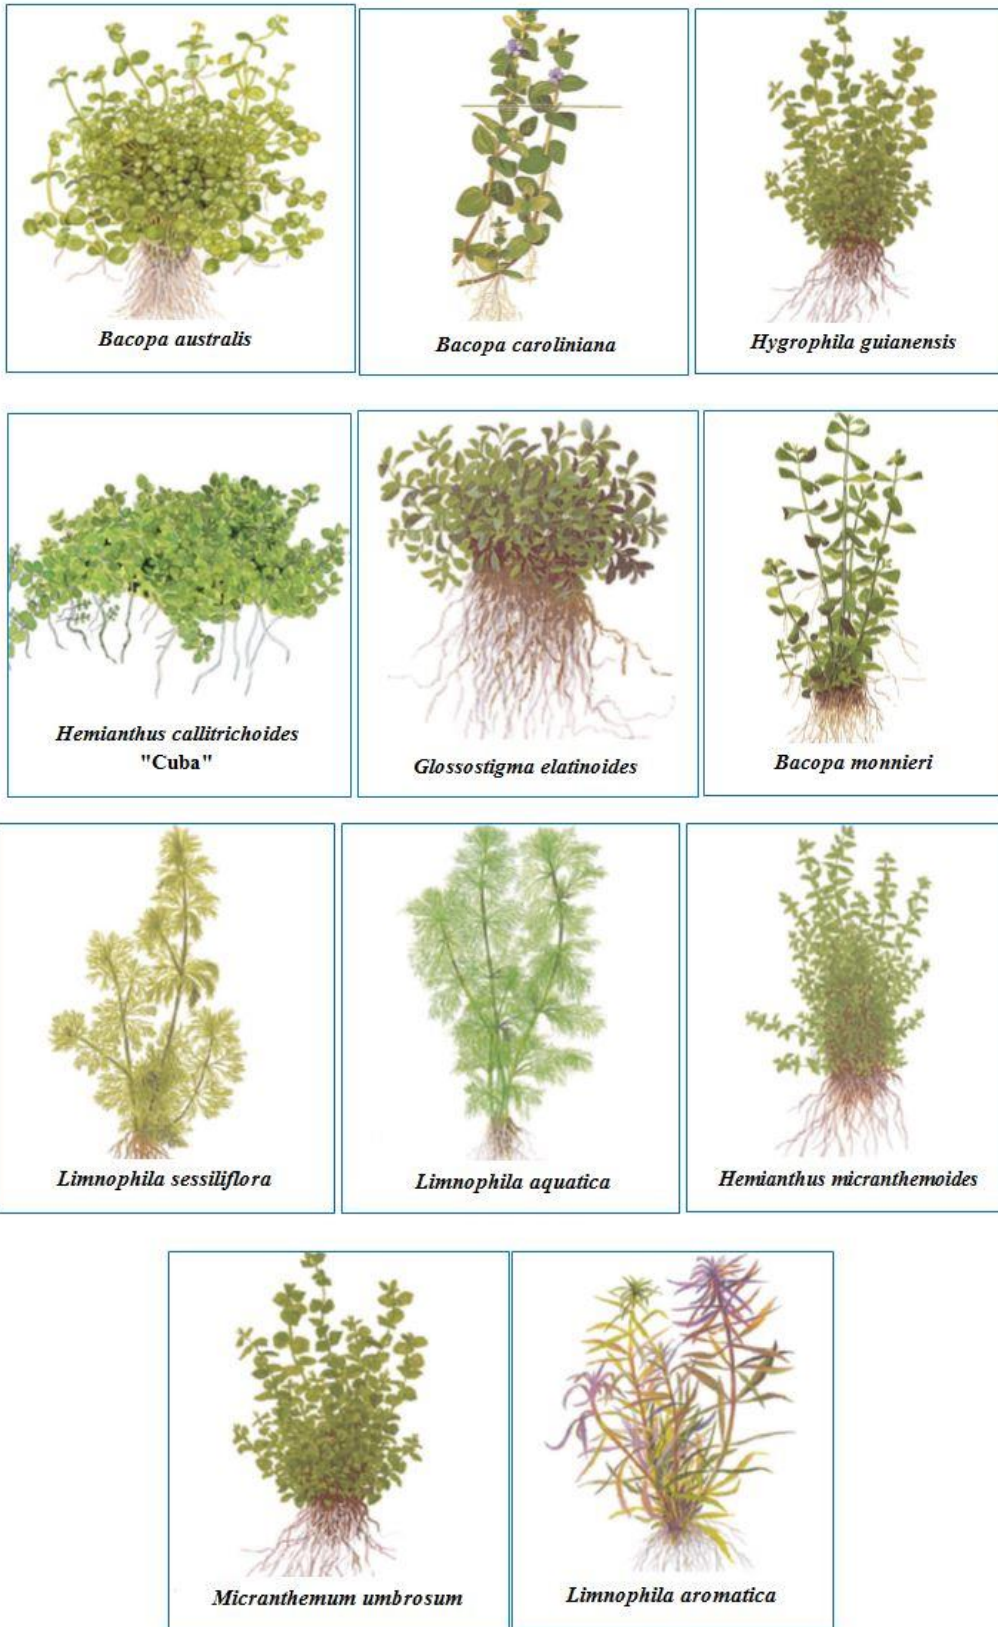 Bacopa australis
Bacopa caroliniana
Hygrophila guianensis
Hemianthus callitrichoides
"Cuba"
Glossostigma elatinoides
Bacopa monnieri
Limnophila sessiliflora
Limnophila aquatica
Hemianthus micranthemoides
Micranthemum umbrosum
Limnophila aromatica